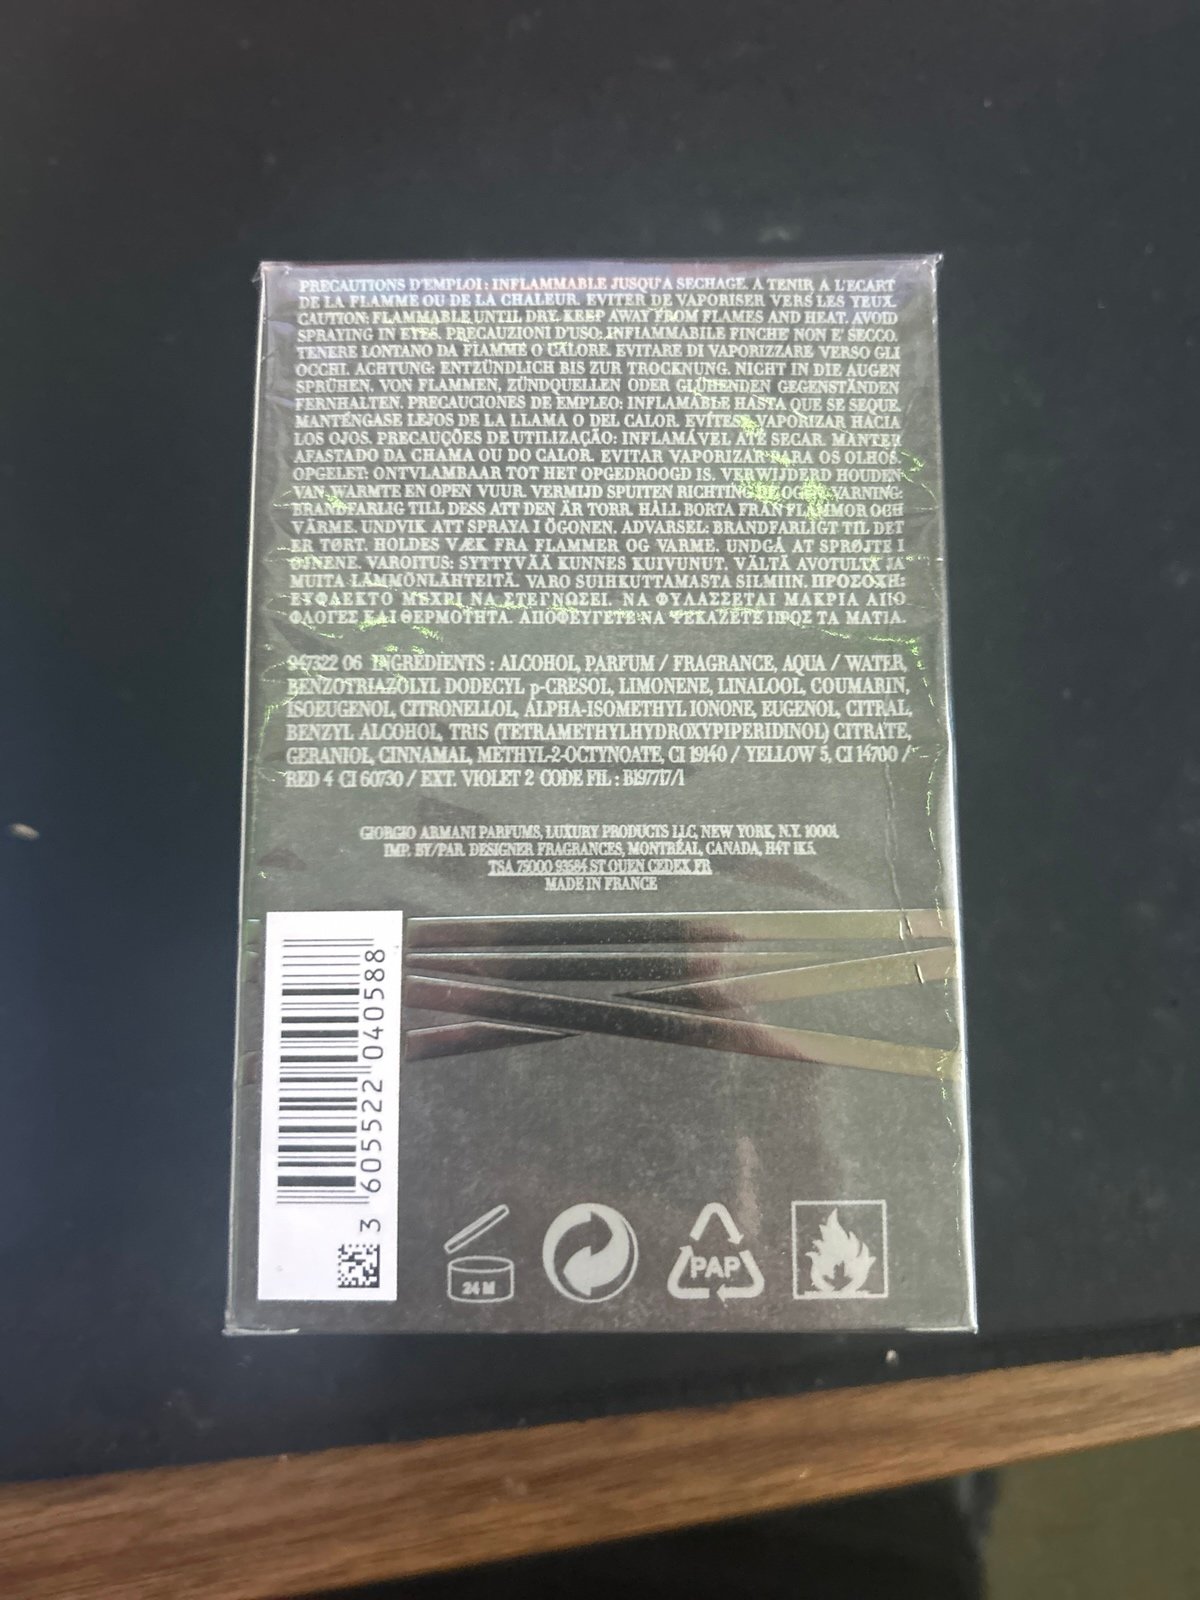 PRECAUTIONS D'EMPLOI : INFLAMMABLE JUSQU'A SECHAGE. A TENIR A L'ECART
DE LA FLAMME OU DE LA CHALEUR. EVITER DE VAPORISER VERS LES YEUX.
CAUTION: FLAMMABLE UNTIL DRY. KEEP AWAY FROM FLAMES AND HEAT. AVOID
SPRAYING IN EYES. PRECAUZIONI D'USO: INFIAMMABILE FINCHE' NON E' SECCO.
TENERE LONTANO DA FIAMME O CALORE. EVITARE DI VAPORIZZARE VERSO GLI
OCCHI. ACHTUNG: ENTZÜNDLICH BIS ZUR TROCKNUNG. NICHT IN DIE AUGEN
SPRÜHEN. VON FLAMMEN, ZÜNDQUELLEN ODER GLÜHENDEN GEGENSTÄNDEN
FERNHALTEN. PRECAUCIONES DE EMPLEO: INFLAMABLE HASTA QUE SE SEQUE.
MANTÉNGASE LEJOS DE LA LLAMA O DEL CALOR. EVÍTESE VAPORIZAR HACIA
LOS OJOS. PRECAUÇÕES DE UTILIZAÇÃO: INFLAMÁVEL ATÉ SECAR. MANTER
AFASTADO DA CHAMA OU DO CALOR. EVITAR VAPORIZAR PARA OS OLHOS.
OPGELET: ONTVLAMBAAR TOT HET OPGEDROOGD IS. VERWIJDERD HOUDEN
VAN WARMTE EN OPEN VUUR. VERMIJD SPUITEN RICHTING DE OGEN. VARNING:
BRANDFARLIG TILL DESS ATT DEN ÄR TORR. HÅLL BORTA FRÅN FLAMMOR OCH
VÄRME. UNDVIK ATT SPRAYA I ÖGONEN. ADVARSEL: BRANDFARLIGT TIL DET
ER TØRT. HOLDES VÆK FRA FLAMMER OG VARME. UNDGÅ AT SPRØJTE I
ØJNENE. VAROITUS: SYTTYVÄÄ KUNNES KUIVUNUT. VÄLTÄ AVOTULTA JA
MUITA LÄMMÖNLÄHTEITÄ. VARO SUIHKUTTAMASTA SILMIIN. ΠΡΟΣΟΧΗ:
ΕΥΦΛΕΚΤΟ ΜΕΧΡΙ ΝΑ ΣΤΕΓΝΩΣΕΙ. ΝΑ ΦΥΛΑΣΣΕΤΑΙ ΜΑΚΡΙΑ ΑΠΟ
ΦΛΟΓΕΣ ΚΑΙ ΘΕΡΜΟΤΗΤΑ. ΑΠΟΦΕΥΓΕΤΕ ΝΑ ΨΕΚΑΖΕΤΕ ΠΡΟΣ ΤΑ ΜΑΤΙΑ.
947322 06 INGREDIENTS : ALCOHOL, PARFUM / FRAGRANCE, AQUA / WATER,
BENZOTRIAZOLYL DODECYL p-CRESOL, LIMONENE, LINALOOL, COUMARIN,
ISOEUGENOL, CITRONELLOL, ALPHA-ISOMETHYL IONONE, EUGENOL, CITRAL,
BENZYL ALCOHOL, TRIS (TETRAMETHYLHYDROXYPIPERIDINOL) CITRATE,
GERANIOL, CINNAMAL, METHYL-2-OCTYNOATE, CI 19140 / YELLOW 5, CI 14700 /
RED 4 CI 60730 / EXT. VIOLET 2 CODE FIL : B197717/1
GIORGIO ARMANI PARFUMS, LUXURY PRODUCTS LLC, NEW YORK, N.Y. 10001.
IMP. BY/PAR. DESIGNER FRAGRANCES, MONTRÉAL, CANADA, H4T 1K5.
TSA 75000 93584 ST OUEN CEDEX FR
MADE IN FRANCE
3 605522 040588
24 M
PAP